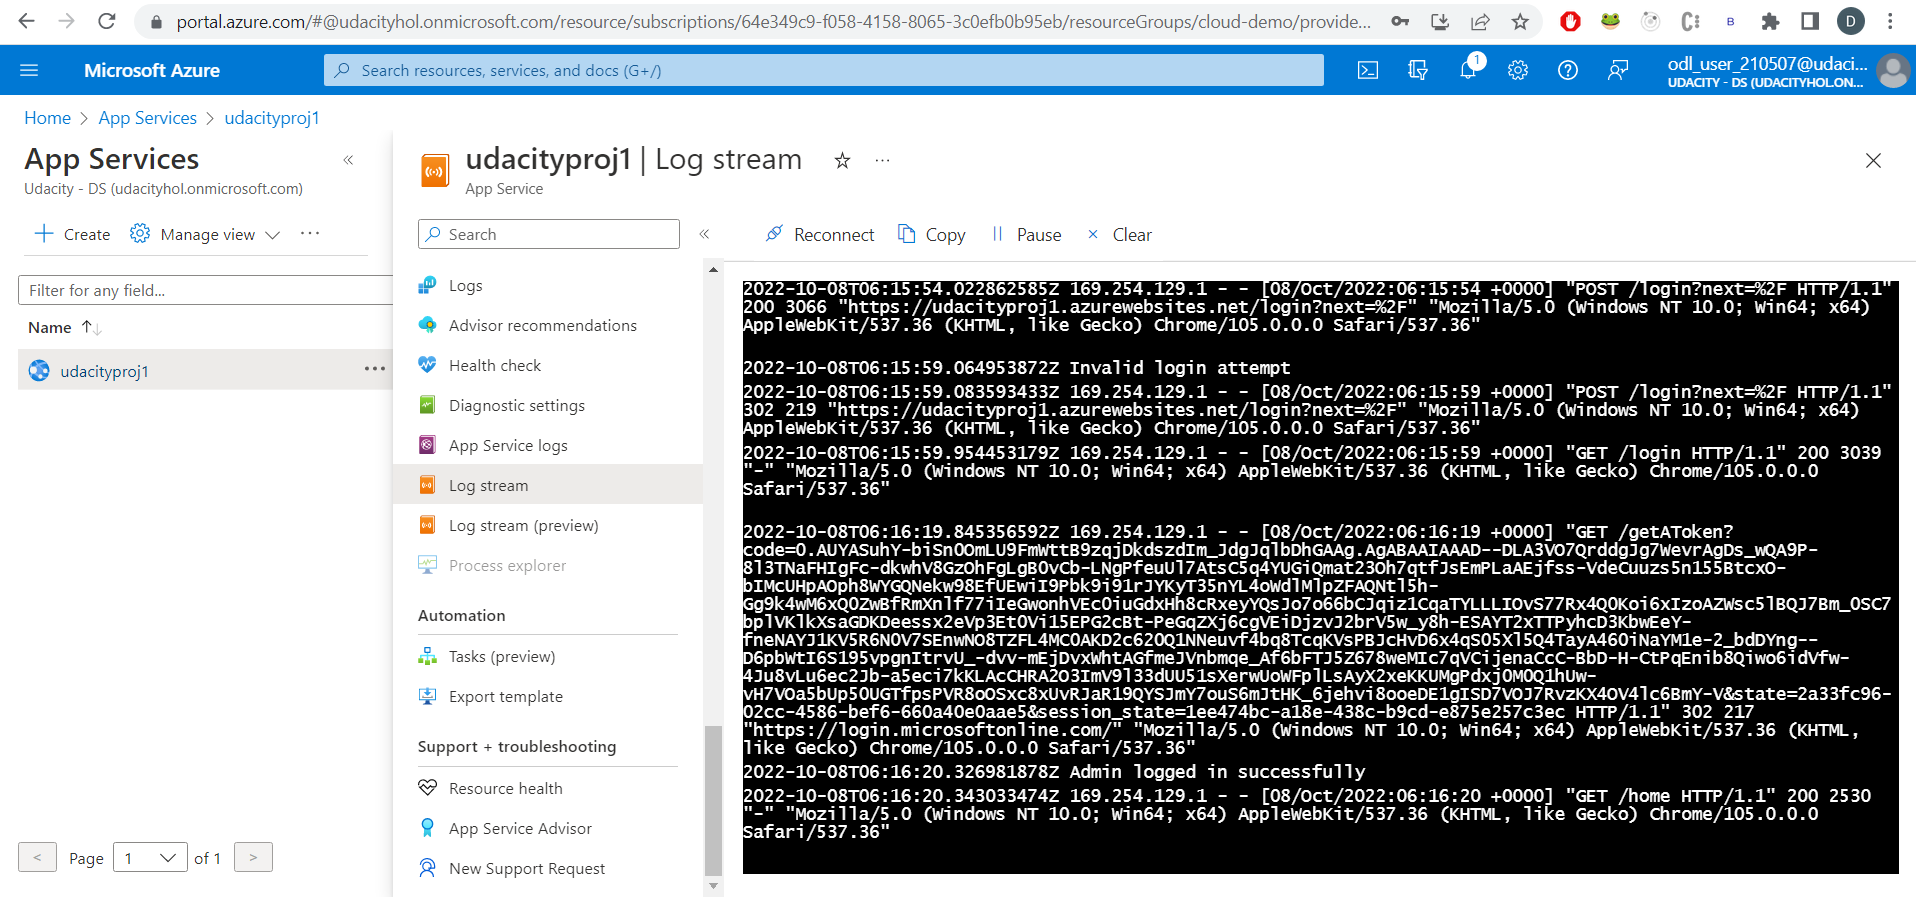 portal.azure.com/#@udacityhol.onmicrosoft.com/resource/subscriptions/64e349c9-f058-4158-8065-3c0efb0b95eb/resourceGroups/cloud-demo/provide...
B
D
Microsoft Azure
Search resources, services, and docs (G+/)
1
odl_user_210507@udaci...
UDACITY - DS (UDACITYHOL.ON...
Home > App Services > udacityproj1
App Services
Udacity - DS (udacityhol.onmicrosoft.com)
Create
Manage view
Filter for any field...
Name
udacityproj1
< Page 1 of 1 >
udacityproj1 | Log stream
App Service
Search
Logs
Advisor recommendations
Health check
Diagnostic settings
App Service logs
Log stream
Log stream (preview)
Process explorer
Automation
Tasks (preview)
Export template
Support + troubleshooting
Resource health
App Service Advisor
New Support Request
Reconnect
Copy
Pause
Clear
2022-10-08T06:15:54.022862585Z 169.254.129.1 - - [08/Oct/2022:06:15:54 +0000] "POST /login?next=%2F HTTP/1.1"
200 3066 "https://udacityproj1.azurewebsites.net/login?next=%2F" "Mozilla/5.0 (Windows NT 10.0; Win64; x64)
AppleWebKit/537.36 (KHTML, like Gecko) Chrome/105.0.0.0 Safari/537.36"
2022-10-08T06:15:59.064953872Z Invalid login attempt
2022-10-08T06:15:59.083593433Z 169.254.129.1 - - [08/Oct/2022:06:15:59 +0000] "POST /login?next=%2F HTTP/1.1"
302 219 "https://udacityproj1.azurewebsites.net/login?next=%2F" "Mozilla/5.0 (Windows NT 10.0; Win64; x64)
AppleWebKit/537.36 (KHTML, like Gecko) Chrome/105.0.0.0 Safari/537.36"
2022-10-08T06:15:59.954453179Z 169.254.129.1 - - [08/Oct/2022:06:15:59 +0000] "GET /login HTTP/1.1" 200 3039
"-" "Mozilla/5.0 (Windows NT 10.0; Win64; x64) AppleWebKit/537.36 (KHTML, like Gecko) Chrome/105.0.0.0
Safari/537.36"
2022-10-08T06:16:19.845356592Z 169.254.129.1 - - [08/Oct/2022:06:16:19 +0000] "GET /getAToken?
code=0.AUYASuhY-biSnOOmLU9FmWttB9zqjDkdszdIm_JdgJqlbDhGAAg.AgABAAIAAAD--DLA3VO7QrddgJg7WevrAgDs_wQA9P-
8l3TNaFHIgFc-dkwhV8GzOhFgLgB0vCb-LNgPfeuUl7AtsC5q4YUGiQmat23Oh7qtfJsEmPLaAEjfss-VdeCuuzs5n155BtcxO-
bIMcUHpAOph8WYGQNekw98EfUEwiI9Pbk9i91rJYKyT35nYL4oWdlMlpZFAQNtl5h-
Gg9k4wM6xQ0ZwBfRmXnlf77iIeGwonhVEc0iuGdxHh8cRxeyYQsJo7o66bCJqiz1CqaTYLLLIOvS77Rx4Q0Koi6xIzoAZWsc5lBQJ7Bm_OSC7
bplVKlkXsaGDKDeessx2eVp3EtOVi15EPG2cBt-PeGqZXj6cgVEiDjzvJ2brV5w_y8h-ESAYT2xTTPyhcD3KbwEeY-
fneNAYJ1KV5R6N0V7SEnwNO8TZFL4MC0AKD2c62OQ1NNeuvf4bq8TcqKVsPBJcHvD6x4qSO5Xl5Q4TayA46OiNaYM1e-2_bdDYng--
D6pbWtI6S195vpgnItrvU_-dvv-mEjDvxWhtAGfmeJVnbmqe_Af6bFTJ5Z678weMIc7qVCijenaCcC-BbD-H-CtPqEnib8Qiwo6idVfw-
4Ju8vLu6ec2Jb-a5eci7kKLAcCHRA2O3ImV9l33dUU51sXerwUoWFplLsAyX2xeKKUMgPdxjOMOQ1hUw-
vH7VOa5bUp5OUGTfpsPVR8oOSxc8xUvRJaR19QYSJmY7ouS6mJtHK_6jehvi8ooeDE1gISD7VOJ7RvzKX4OV4lc6BmY-V&state=2a33fc96-
02cc-4586-bef6-660a40e0aae5&session_state=1ee474bc-a18e-438c-b9cd-e875e257c3ec HTTP/1.1" 302 217
"https://login.microsoftonline.com/" "Mozilla/5.0 (Windows NT 10.0; Win64; x64) AppleWebKit/537.36 (KHTML,
like Gecko) Chrome/105.0.0.0 Safari/537.36"
2022-10-08T06:16:20.326981878Z Admin logged in successfully
2022-10-08T06:16:20.343033474Z 169.254.129.1 - - [08/Oct/2022:06:16:20 +0000] "GET /home HTTP/1.1" 200 2530
"-" "Mozilla/5.0 (Windows NT 10.0; Win64; x64) AppleWebKit/537.36 (KHTML, like Gecko) Chrome/105.0.0.0
Safari/537.36"